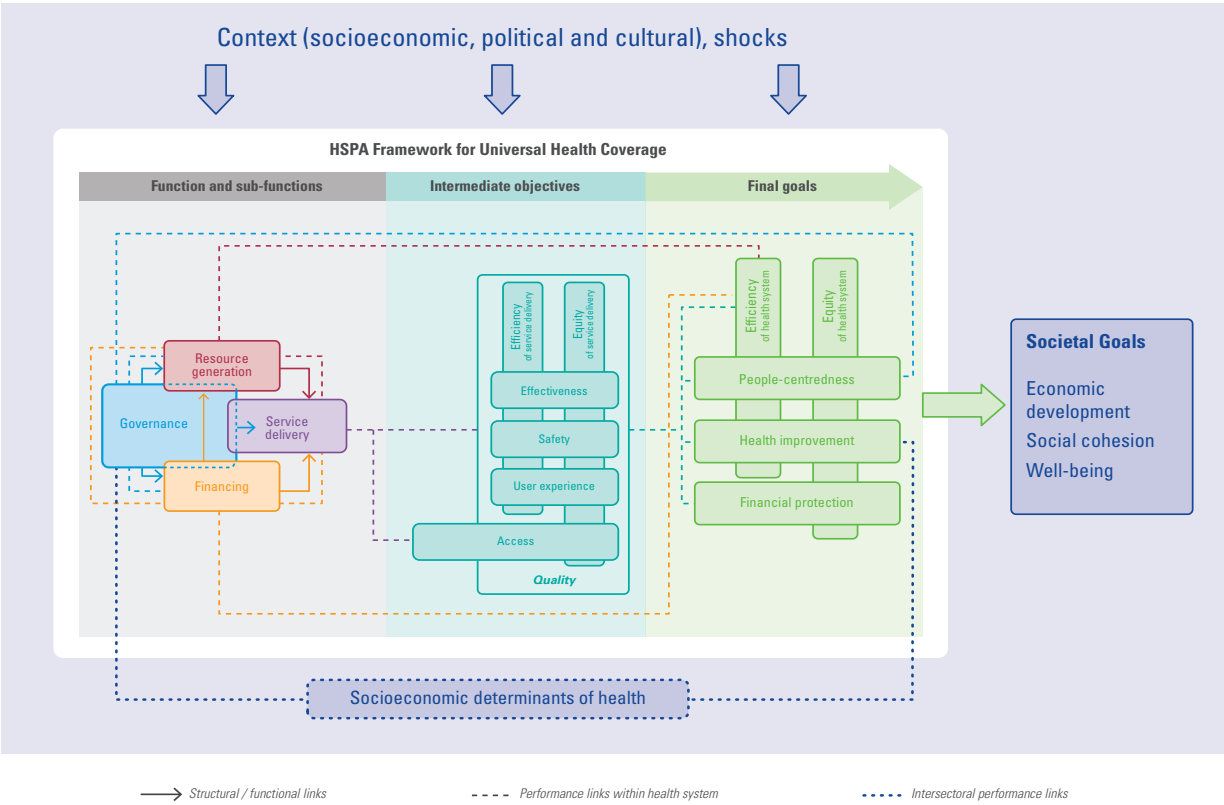 Context (socioeconomic, political and cultural), shocks
HSPA Framework for Universal Health Coverage
Function and sub-functions
Intermediate objectives
Final goals
Resource
generation
Governance
Service
delivery
Financing
Efficiency
of service delivery
Equity
of service delivery
Effectiveness
Safety
User experience
Access
Quality
Efficiency
of health system
Equity
of health system
People-centredness
Health improvement
Financial protection
Societal Goals
Economic
development
Social cohesion
Well-being
Socioeconomic determinants of health
Structural / functional links
Performance links within health system
Intersectoral performance links